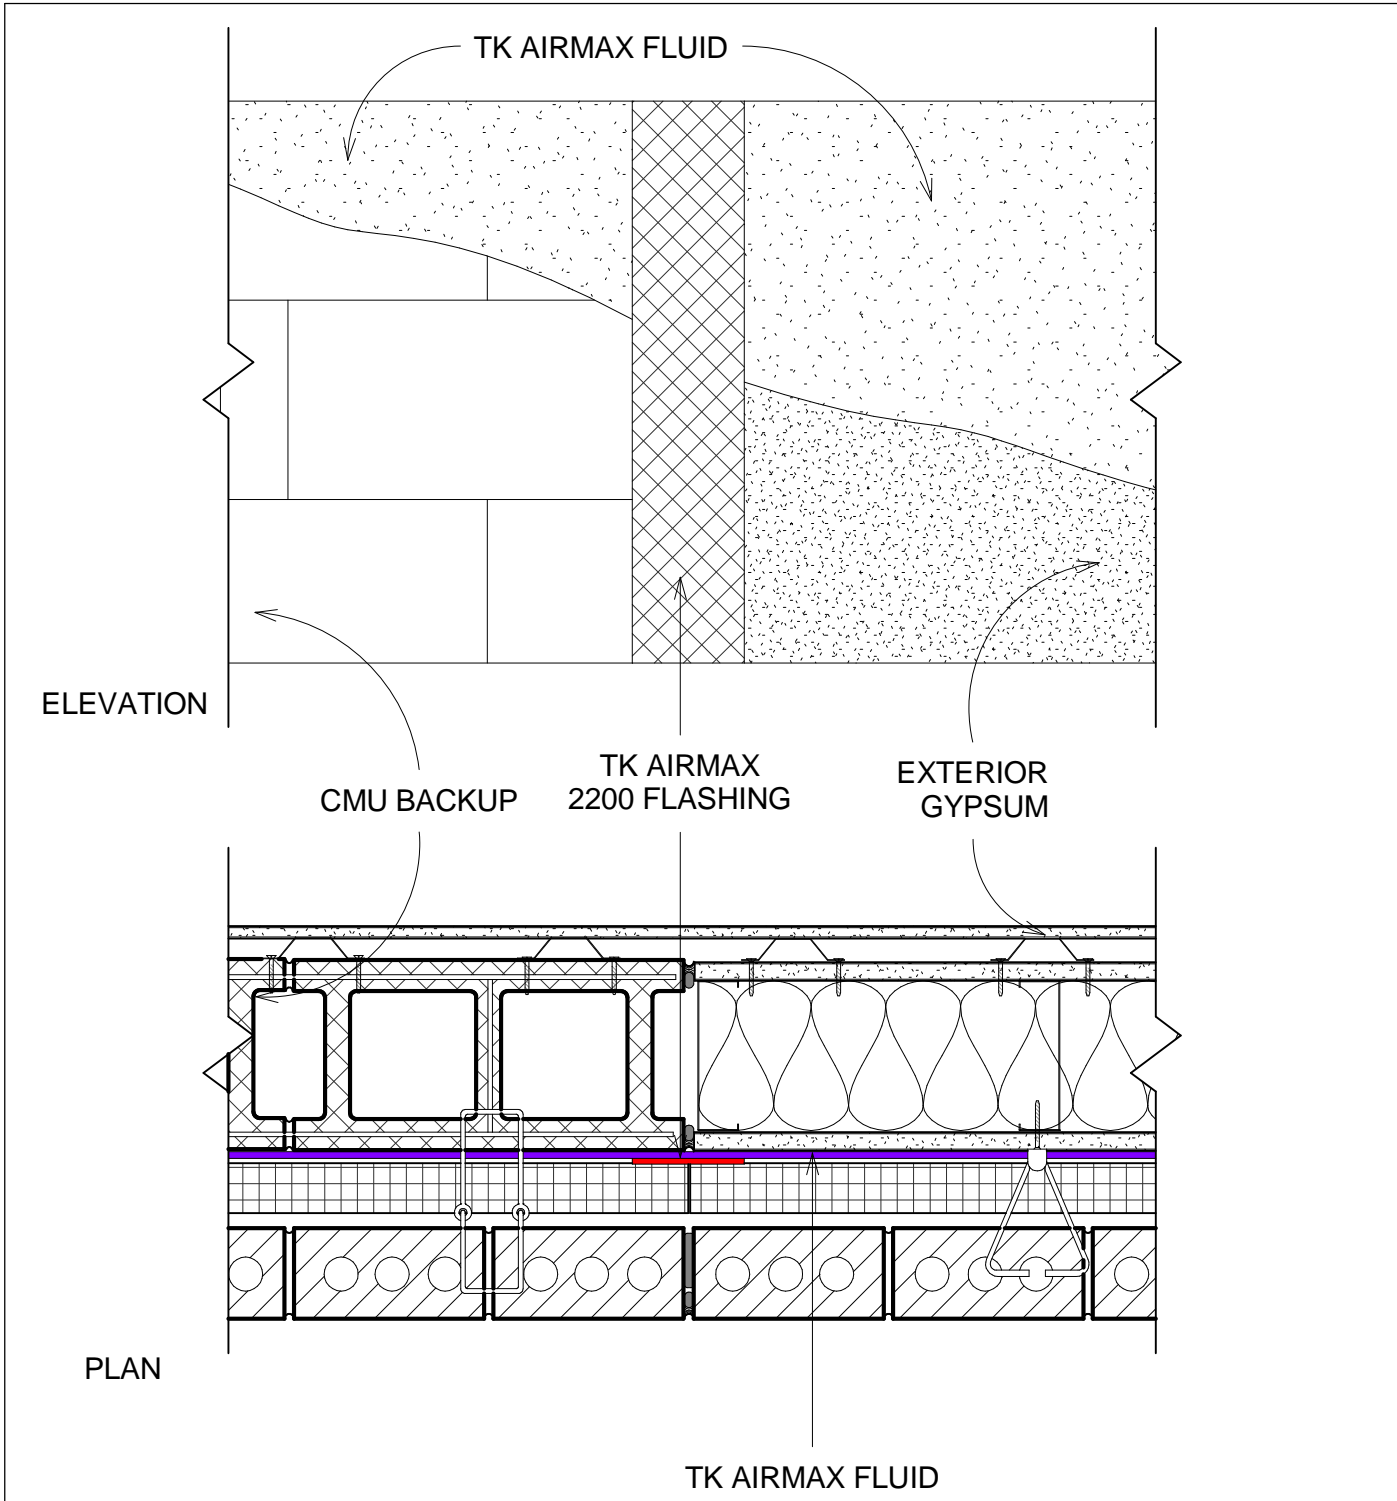 TK AIRMAX FLUID
ELEVATION
CMU BACKUP
TK AIRMAX
2200 FLASHING
EXTERIOR
GYPSUM
PLAN
TK AIRMAX FLUID